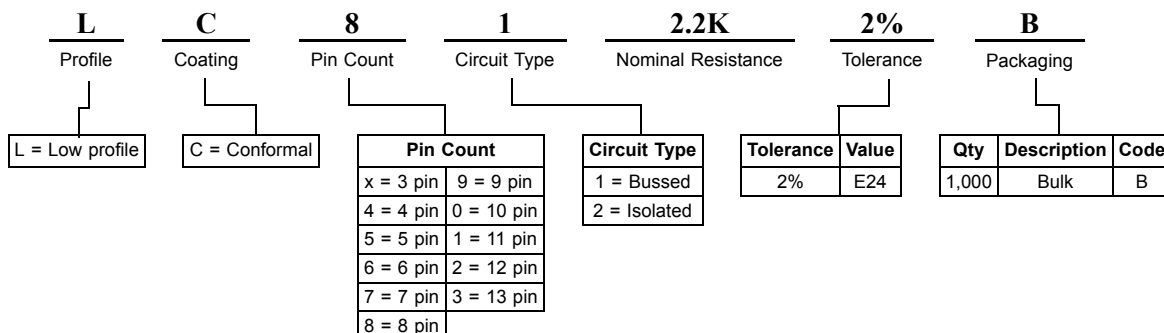 L C 8 1 2.2K 2% B
Profile Coating Pin Count Circuit Type Nominal Resistance Tolerance Packaging
L = Low profile
C = Conformal
Pin Count
x = 3 pin 9 = 9 pin
4 = 4 pin 0 = 10 pin
5 = 5 pin 1 = 11 pin
6 = 6 pin 2 = 12 pin
7 = 7 pin 3 = 13 pin
8 = 8 pin
Circuit Type
1 = Bussed
2 = Isolated
Tolerance Value
2% E24
Qty Description Code
1,000 Bulk B